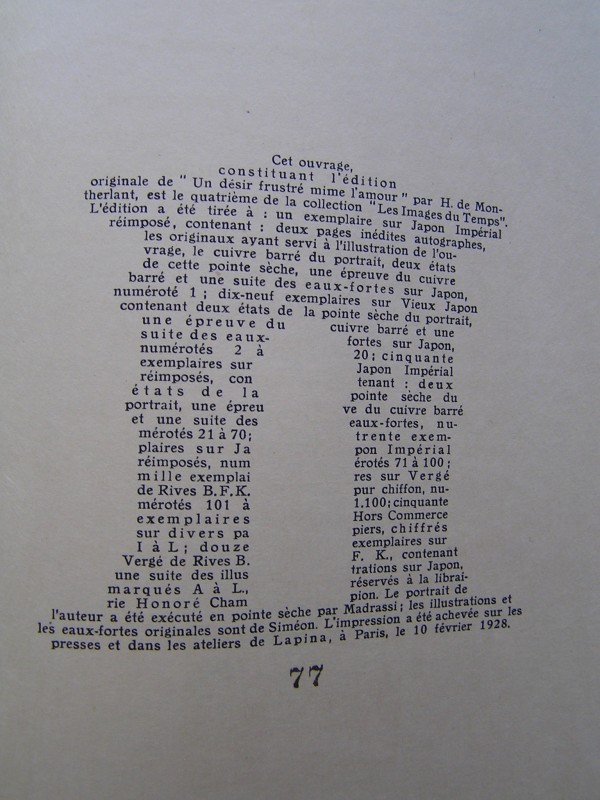 Cet ouvrage,
constituant l'édition
originale de " Un désir frustré mime l'amour " par H. de Mon-
therlant, est le quatrième de la collection "Les Images du Temps".
L'édition a été tirée à : un exemplaire sur Japon Impérial
réimposé, contenant : deux pages inédites autographes,
les originaux ayant servi à l'illustration de l'ou-
vrage, le cuivre barré du portrait, deux états
de cette pointe sèche, une épreuve du cuivre
barré et une suite des eaux-fortes sur Japon,
numéroté 1 ; dix-neuf exemplaires sur Vieux Japon
contenant deux états de la pointe sèche du portrait,
une épreuve du cuivre barré et une
suite des eaux- fortes sur Japon,
numérotés 2 à 20 ; cinquante
exemplaires sur Japon Impérial
réimposés, con tenant : deux
états de la pointe sèche du
portrait, une épreu ve du cuivre barré
et une suite des eaux-fortes, nu-
mérotés 21 à 70 ; trente exem-
plaires sur Ja pon Impérial
réimposés, num érotés 71 à 100 ;
mille exemplai res sur Vergé
de Rives B.F.K. pur chiffon, nu-
mérotés 101 à 1.100 ; cinquante
exemplaires Hors Commerce
sur divers pa piers, chiffrés
I à L ; douze exemplaires sur
Vergé de Rives B. F. K., contenant
une suite des illus trations sur Japon,
marqués A à L., réservés à la librai-
rie Honoré Cham pion. Le portrait de
l'auteur a été exécuté en pointe sèche par Madrassi ; les illustrations et
les eaux-fortes originales sont de Siméon. L'impression a été achevée sur les
presses et dans les ateliers de Lapina, à Paris, le 10 février 1928.
77